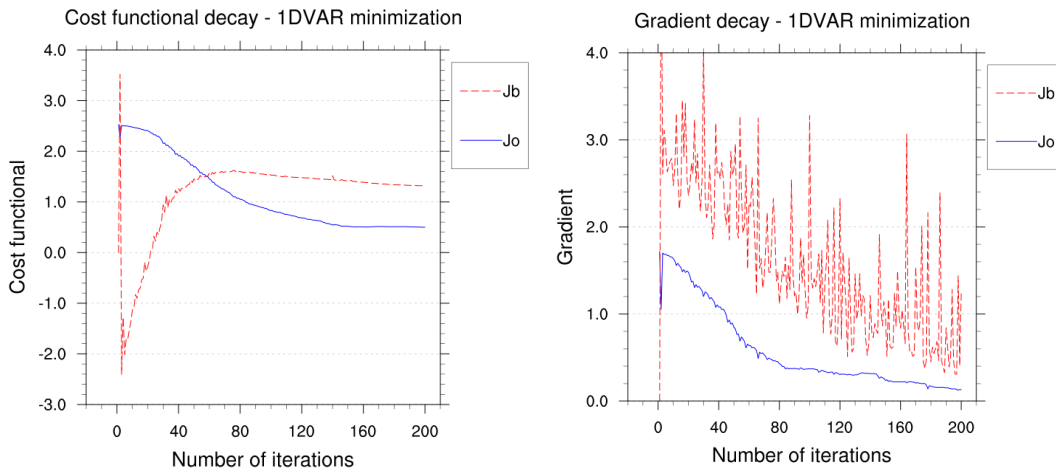 Cost functional decay - 1DVAR minimization
4.0
3.0
2.0
1.0
0.0
-1.0
-2.0
-3.0
Cost functional
0 40 80 120 160 200
Number of iterations
Jb
Jo
Gradient decay - 1DVAR minimization
4.0
3.0
2.0
1.0
0.0
Gradient
0 40 80 120 160 200
Number of iterations
Jb
Jo